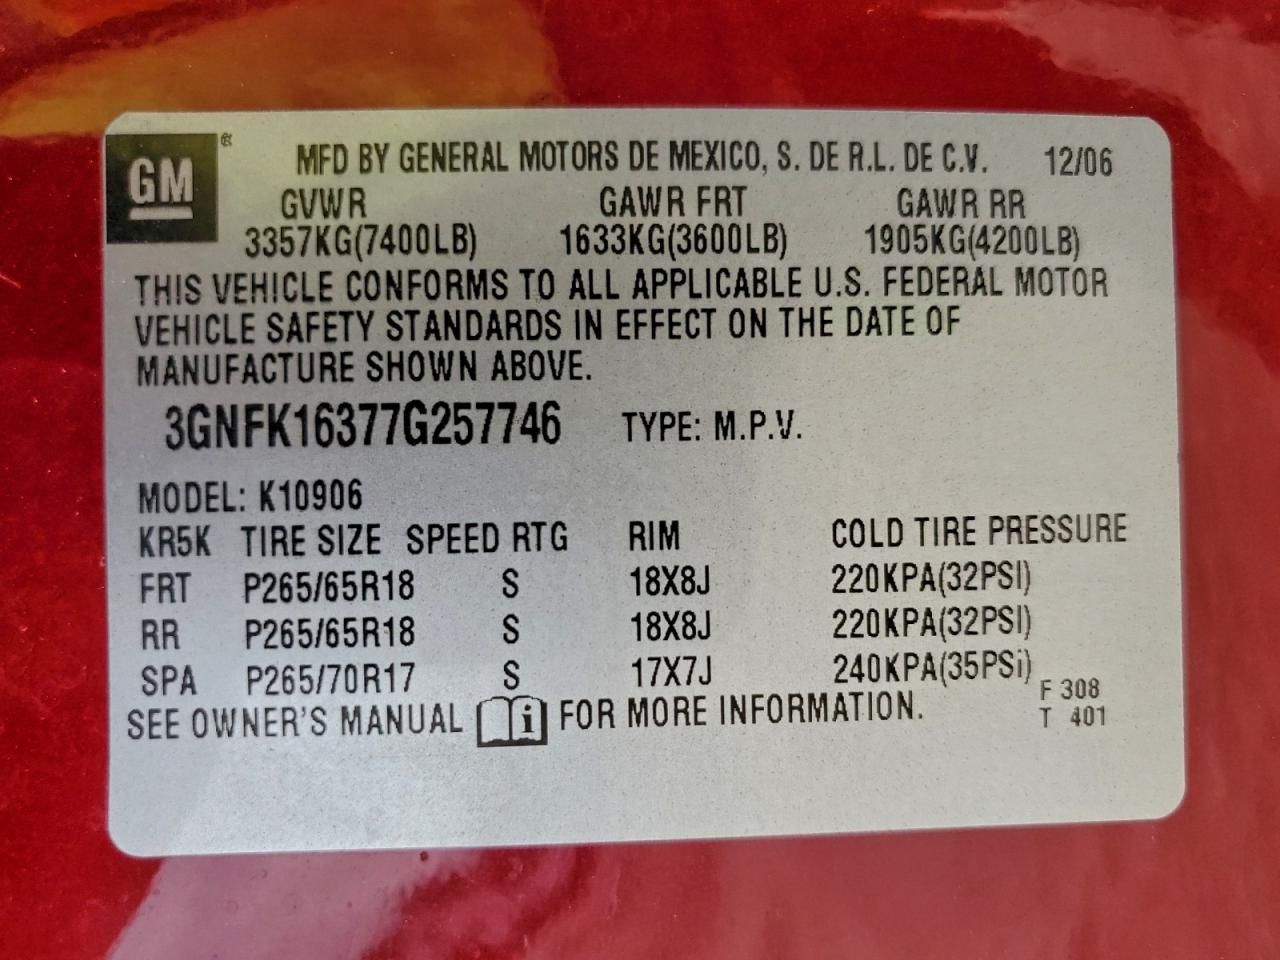 GM®
MFD BY GENERAL MOTORS DE MEXICO, S. DE R.L. DE C.V. 12/06
GVWR GAWR FRT GAWR RR
3357KG(7400LB) 1633KG(3600LB) 1905KG(4200LB)
THIS VEHICLE CONFORMS TO ALL APPLICABLE U.S. FEDERAL MOTOR
VEHICLE SAFETY STANDARDS IN EFFECT ON THE DATE OF
MANUFACTURE SHOWN ABOVE.
3GNFK16377G257746 TYPE: M.P.V.
MODEL: K10906
KR5K TIRE SIZE SPEED RTG RIM COLD TIRE PRESSURE
FRT P265/65R18 S 18X8J 220KPA(32PSI)
RR P265/65R18 S 18X8J 220KPA(32PSI)
SPA P265/70R17 S 17X7J 240KPA(35PSi)
F 308
SEE OWNER'S MANUAL i FOR MORE INFORMATION.
T 401